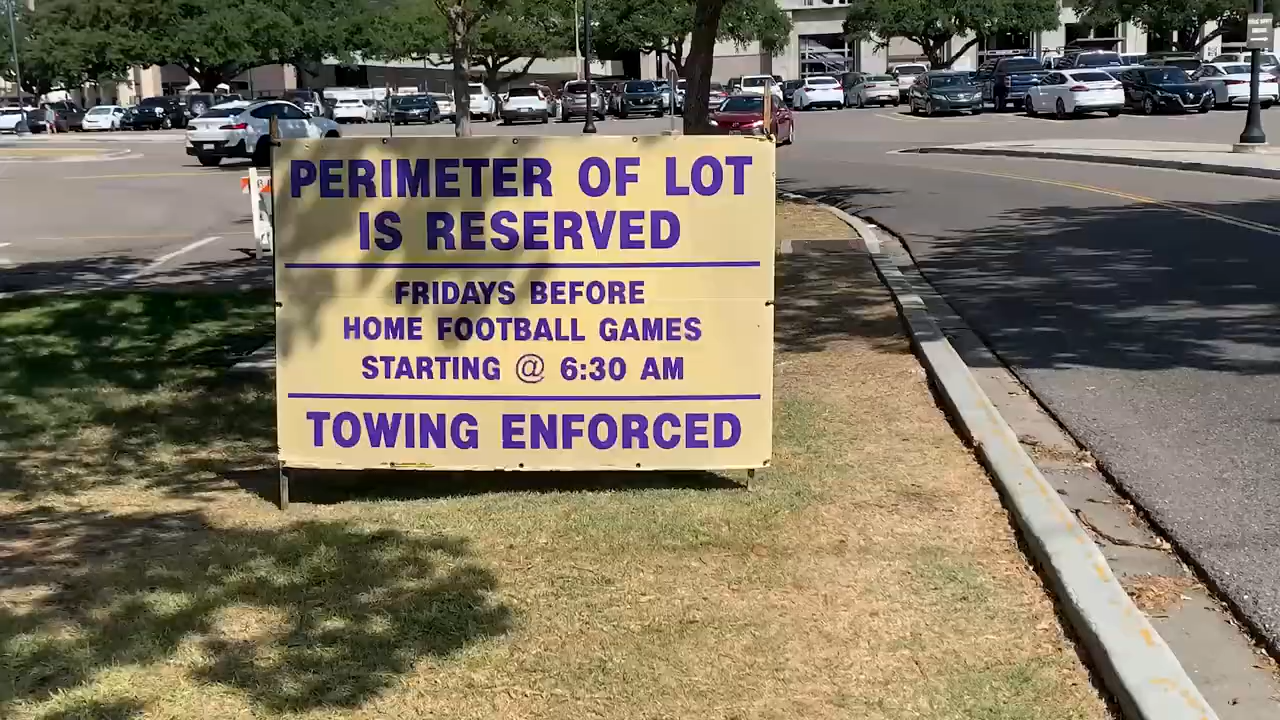 PERIMETER OF LOT
IS RESERVED
FRIDAYS BEFORE
HOME FOOTBALL GAMES
STARTING @ 6:30 AM
TOWING ENFORCED